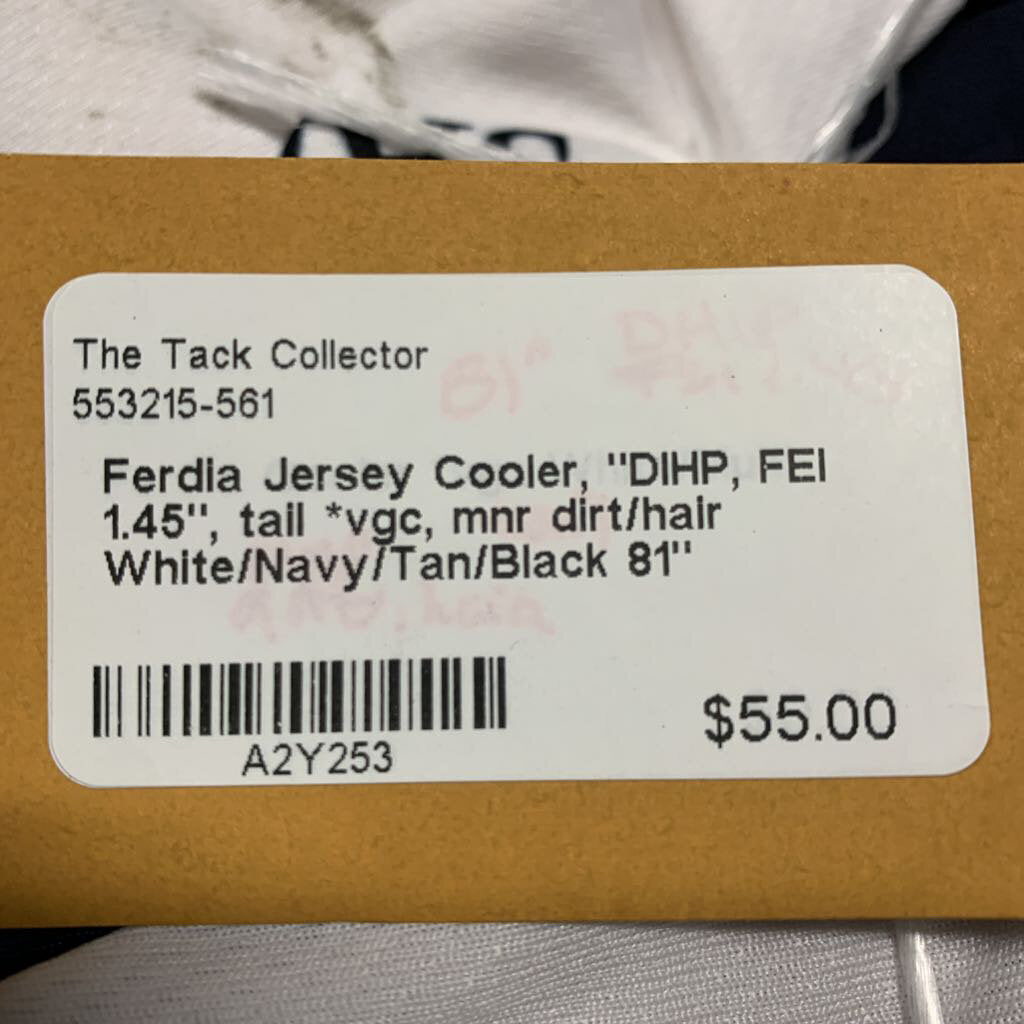 The Tack Collector
553215-561
Ferdia Jersey Cooler, "DIHP, FEI
1.45", tail *vgc, mnr dirt/hair
White/Navy/Tan/Black 81"
A2Y253
$55.00
81"